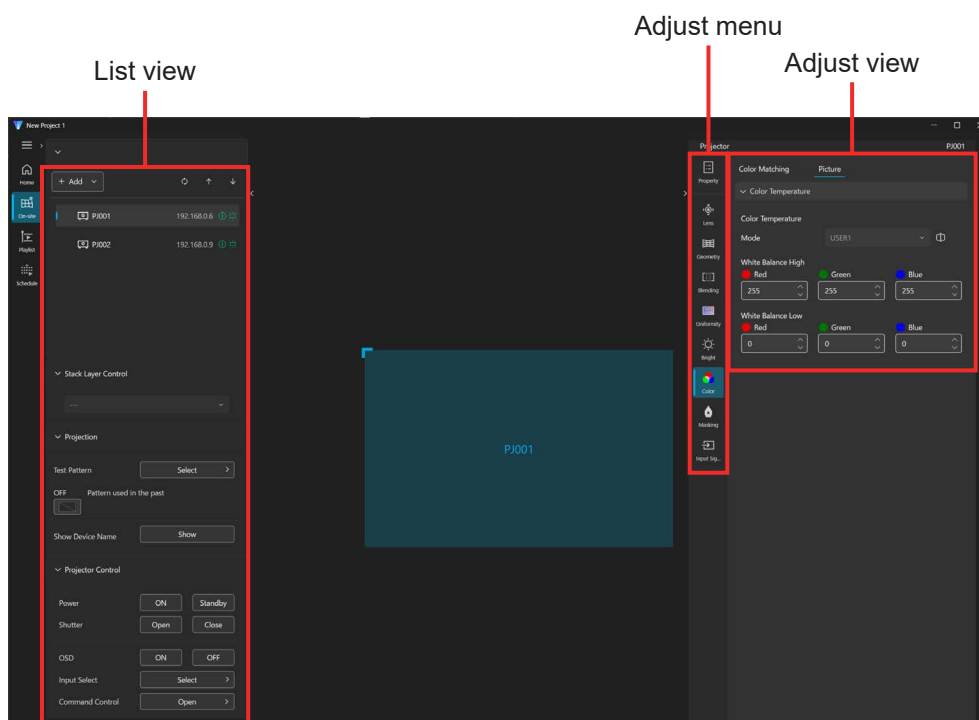 Adjust menu
List view
Adjust view
New Project 1
Projector PJ001
Home
On-site
Playlist
Schedule
+ Add
PJ001 192.168.0.6
PJ002 192.168.0.9
Stack Layer Control
---
Projection
Test Pattern Select
OFF Pattern used in the past
Show Device Name Show
Projector Control
Power ON Standby
Shutter Open Close
OSD ON OFF
Input Select Select
Command Control Open
PJ001
Property
Lens
Geometry
Blending
Uniformity
Bright
Color
Masking
Input Sig...
Color Matching Picture
Color Temperature
Color Temperature
Mode USER1
White Balance High
Red Green Blue
255 255 255
White Balance Low
Red Green Blue
0 0 0